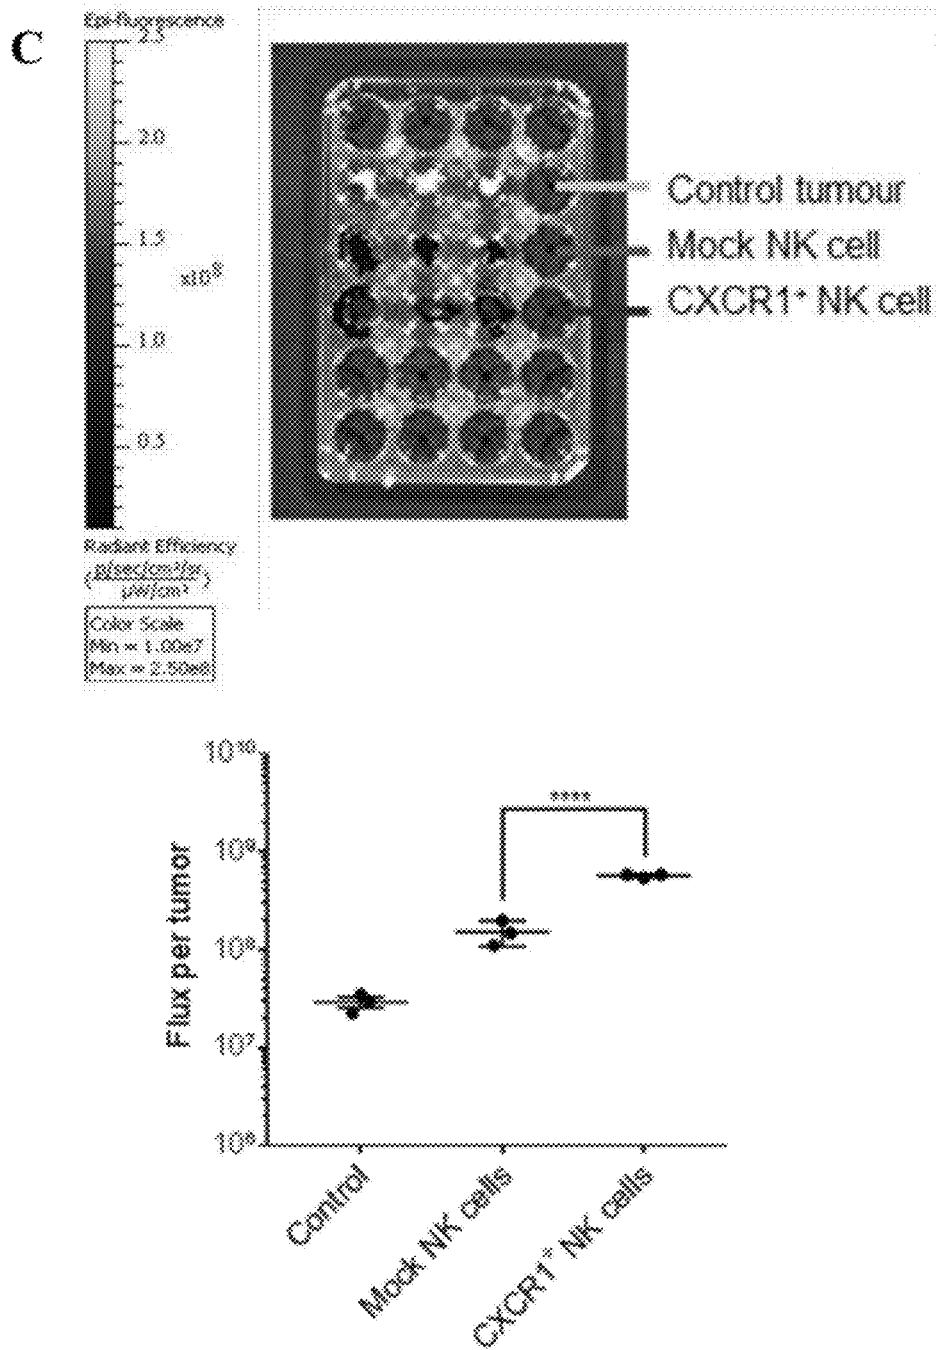 C
Epi-fluorescence
2.5
2.0
1.5
x10⁸
1.0
0.5
Radiant Efficiency
(p/sec/cm²/sr
µW/cm²)
Color Scale
Min = 1.00e7
Max = 2.50e8
Control tumour
Mock NK cell
CXCR1⁺ NK cell
10¹⁰
10⁹
10⁸
10⁷
10⁶
Flux per tumor
****
Control
Mock NK cells
CXCR1⁺ NK cells